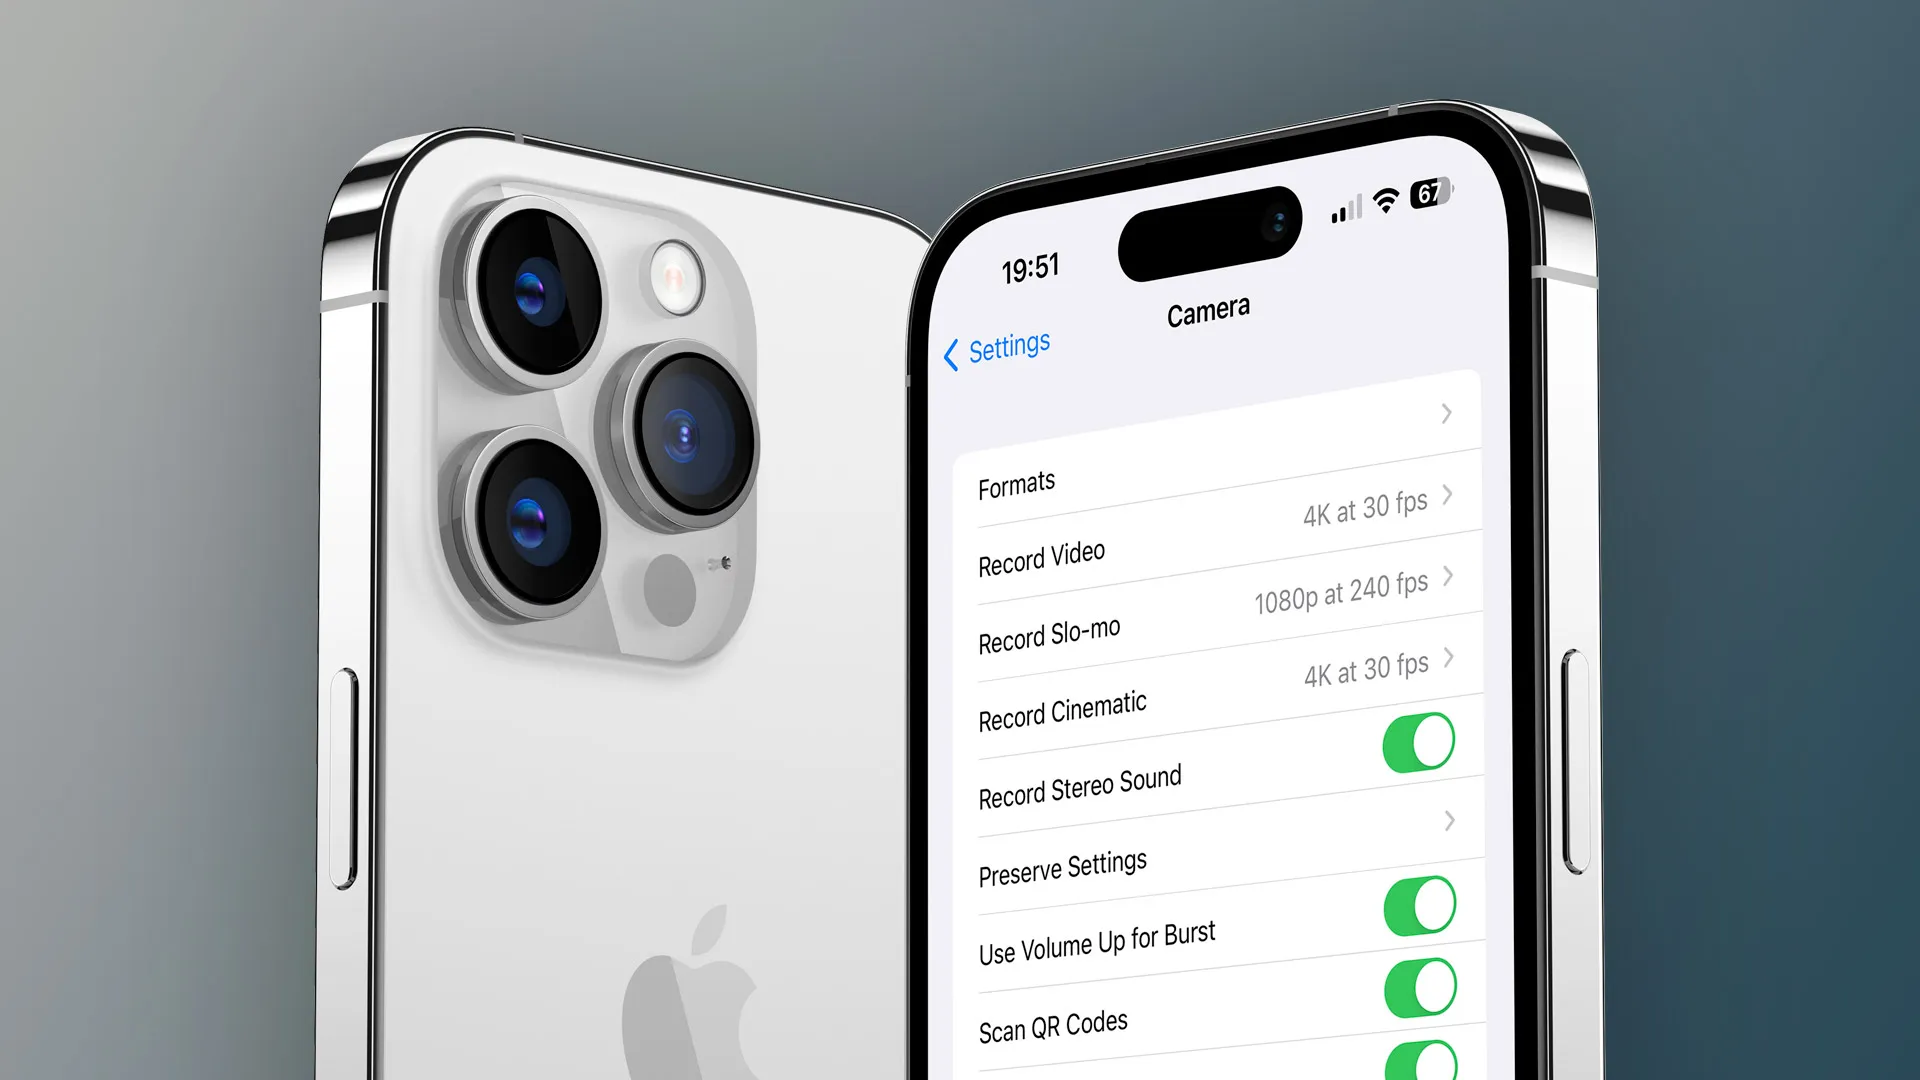 19:51
67
Settings
Camera
Formats
Record Video
4K at 30 fps
Record Slo-mo
1080p at 240 fps
Record Cinematic
4K at 30 fps
Record Stereo Sound
Preserve Settings
Use Volume Up for Burst
Scan QR Codes